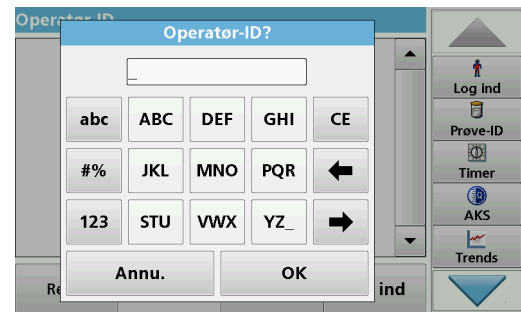 Operatør-ID
Operatør-ID?
_
abc ABC DEF GHI CE
#% JKL MNO PQR
123 STU VWX YZ_
Annu. OK
Re ind
Log ind
Prøve-ID
Timer
AKS
Trends